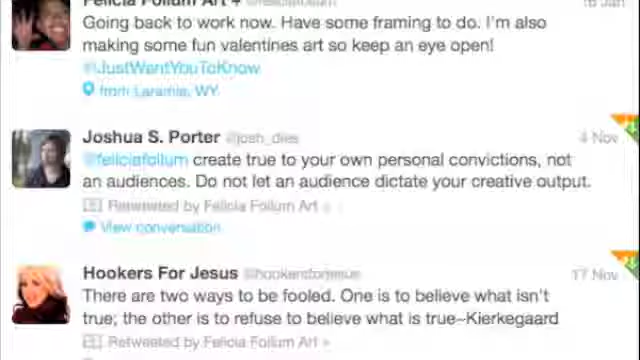 Felicia Follum Art @feliciafollum 16 Jan
Going back to work now. Have some framing to do. I'm also
making some fun valentines art so keep an eye open!
@JustWantYouToKnow
from Laramie, WY
Joshua S. Porter @josh_dies 4 Nov
@feliciafollum create true to your own personal convictions, not
an audiences. Do not let an audience dictate your creative output.
Retweeted by Felicia Follum Art
View conversation
Hookers For Jesus @hookersforjesus 17 Nov
There are two ways to be fooled. One is to believe what isn't
true; the other is to refuse to believe what is true~Kierkegaard
Retweeted by Felicia Follum Art